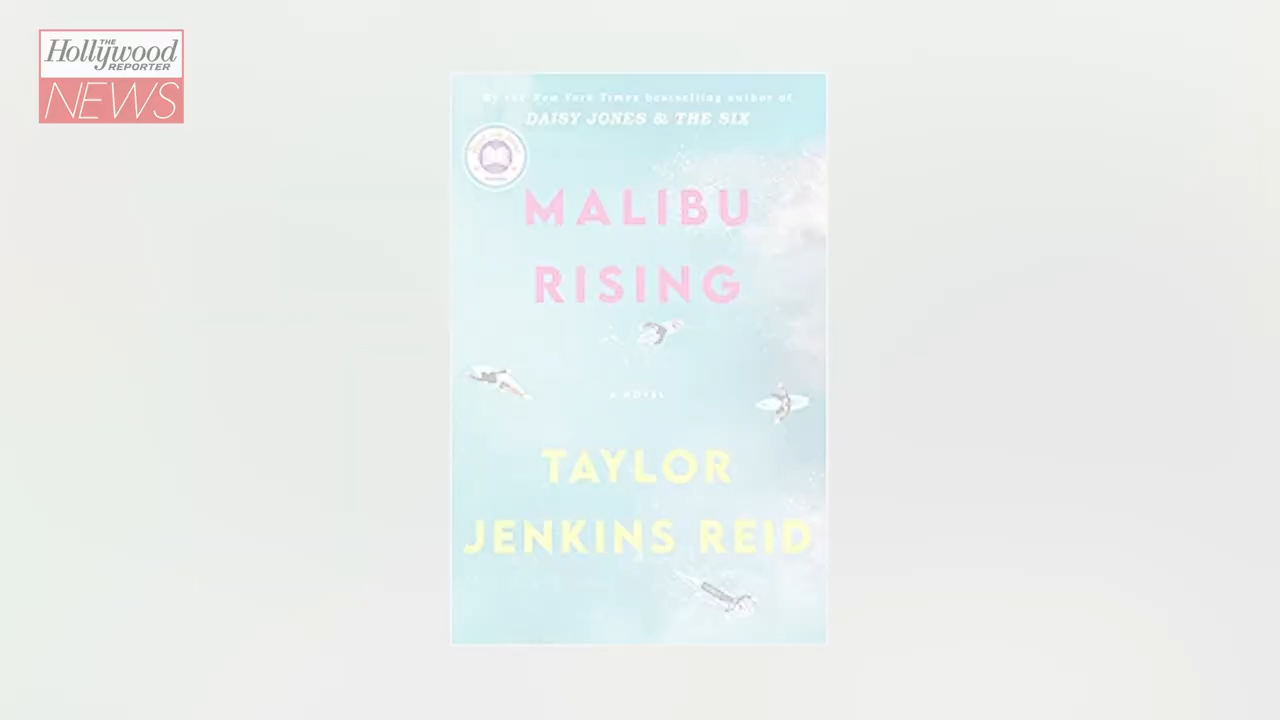 THE
Hollywood
REPORTER
NEWS
By the New York Times bestselling author of
DAISY JONES & THE SIX
MALIBU
RISING
A NOVEL
TAYLOR
JENKINS REID